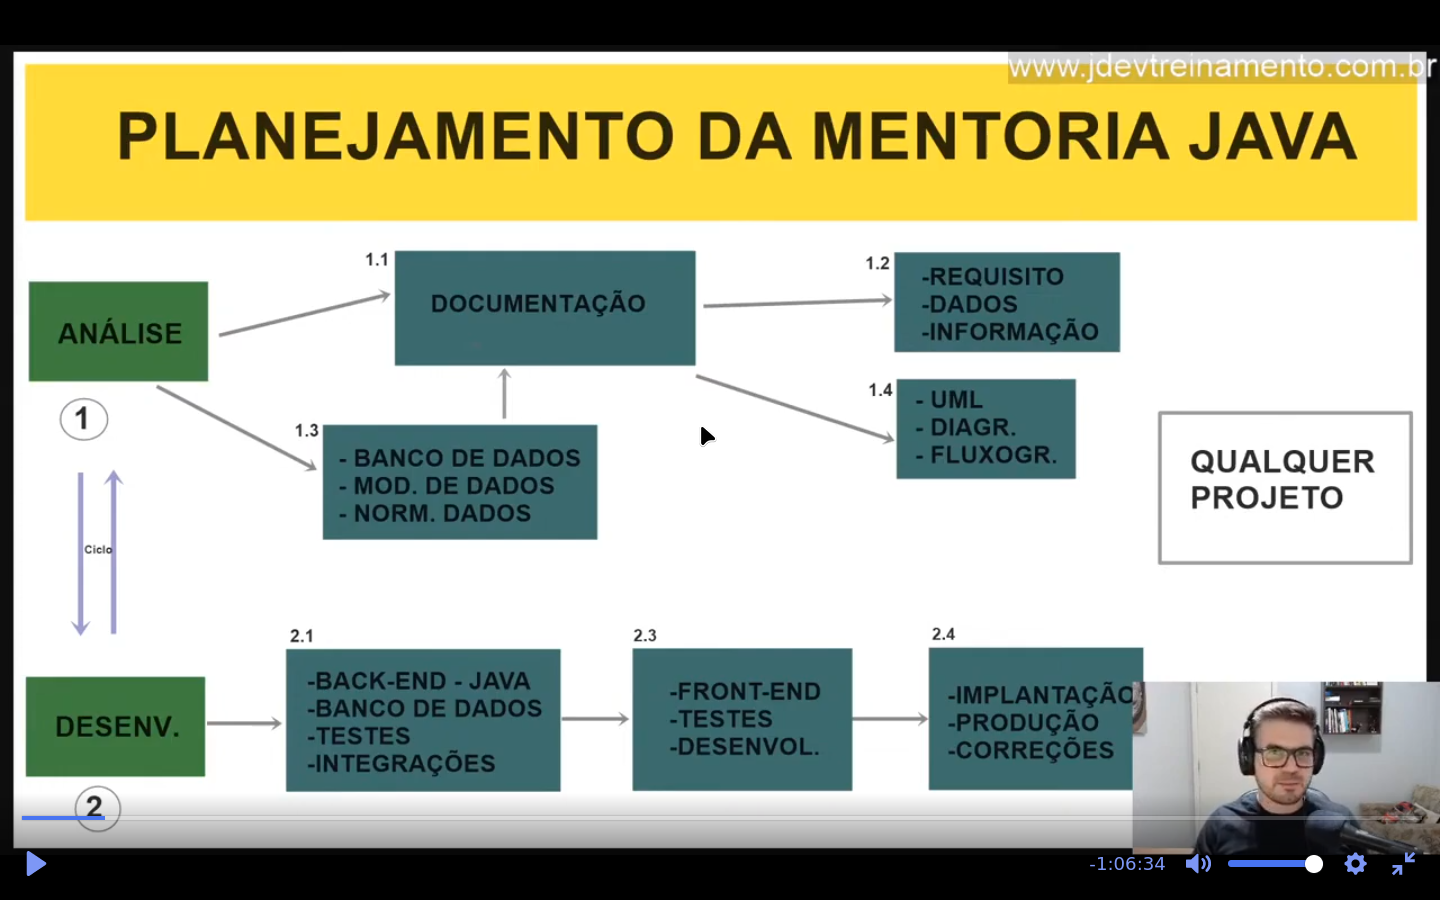 www.jdevtreinamento.com.br
PLANEJAMENTO DA MENTORIA JAVA
1.1
DOCUMENTAÇÃO
1.2
-REQUISITO
-DADOS
-INFORMAÇÃO
ANÁLISE
1
1.3
- BANCO DE DADOS
- MOD. DE DADOS
- NORM. DADOS
1.4
- UML
- DIAGR.
- FLUXOGR.
QUALQUER
PROJETO
Ciclo
DESENV.
2
2.1
-BACK-END - JAVA
-BANCO DE DADOS
-TESTES
-INTEGRAÇÕES
2.3
-FRONT-END
-TESTES
-DESENVOL.
2.4
-IMPLANTAÇÃO
-PRODUÇÃO
-CORREÇÕES
-1:06:34